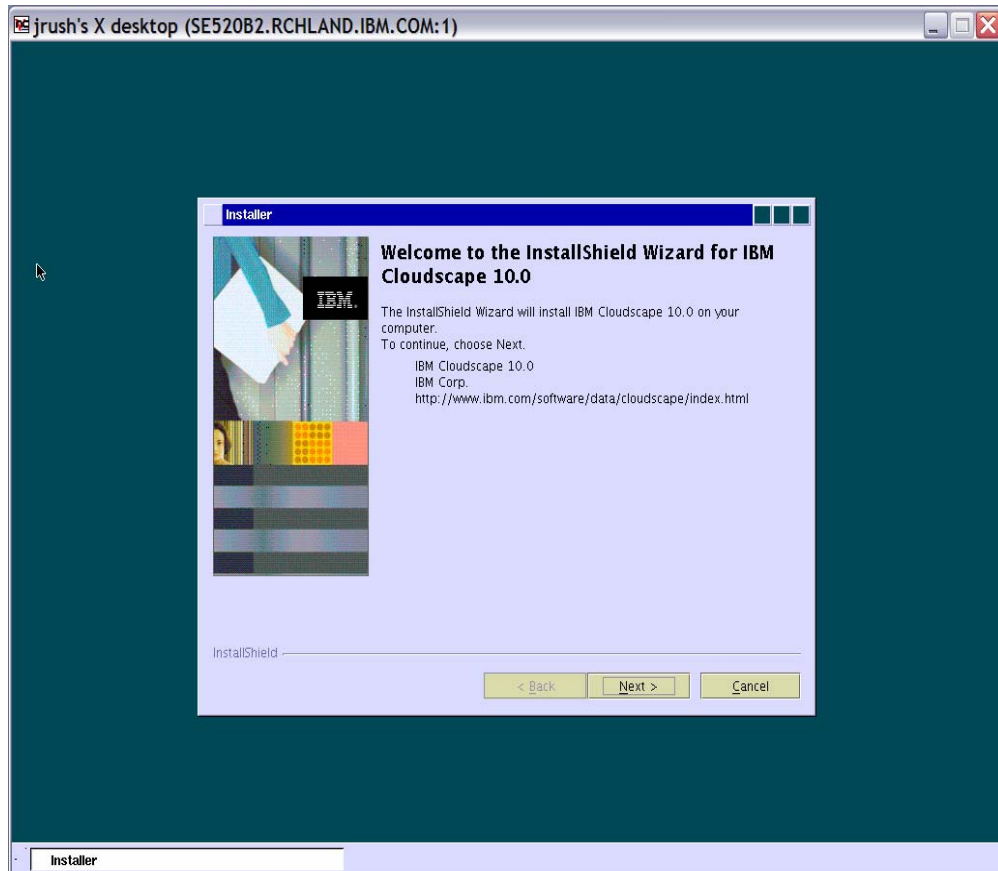 jrush's X desktop (SE520B2.RCHLAND.IBM.COM:1)
Installer
IBM.
Welcome to the InstallShield Wizard for IBM
Cloudscape 10.0
The InstallShield Wizard will install IBM Cloudscape 10.0 on your
computer.
To continue, choose Next.
IBM Cloudscape 10.0
IBM Corp.
http://www.ibm.com/software/data/cloudscape/index.html
InstallShield
< Back
Next >
Cancel
Installer